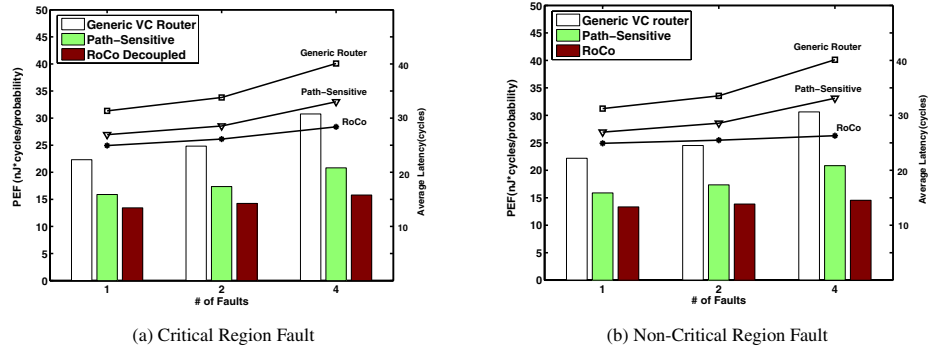 50
45
40
35
30
25
20
15
10
5
0
PEF (nJ*cycles/probability)
Generic VC Router
Path-Sensitive
RoCo Decoupled
Generic Router
Path-Sensitive
RoCo
40
30
20
10
Average Latency(cycles)
1 2 4
# of Faults
(a) Critical Region Fault
50
45
40
35
30
25
20
15
10
5
0
PEF(nJ*cycles/probability)
Generic VC router
Path-Sensitive
RoCo
Generic Router
Path-Sensitive
RoCo
40
30
20
10
Average Latency(cycles)
1 2 4
# of Faults
(b) Non-Critical Region Fault